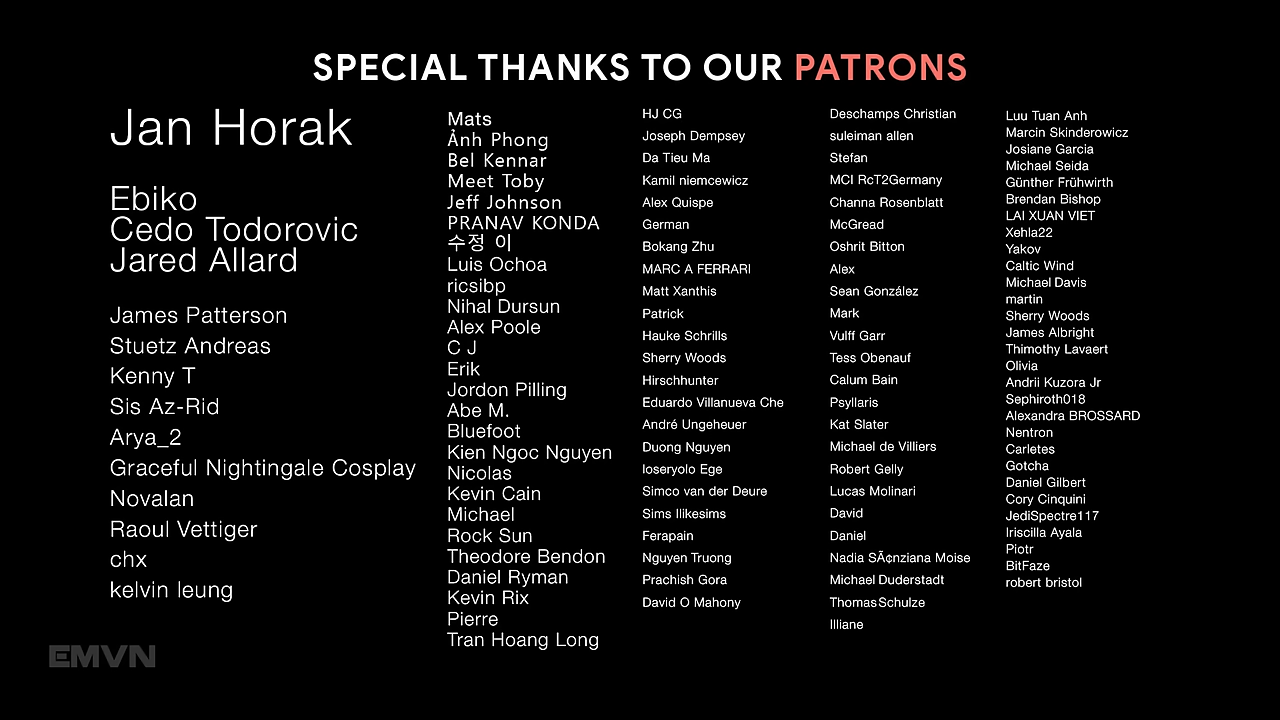 SPECIAL THANKS TO OUR PATRONS
Jan Horak
Ebiko
Cedo Todorovic
Jared Allard
James Patterson
Stuetz Andreas
Kenny T
Sis Az-Rid
Arya_2
Graceful Nightingale Cosplay
Novalan
Raoul Vettiger
chx
kelvin leung
Mats
Ảnh Phong
Bel Kennar
Meet Toby
Jeff Johnson
PRANAV KONDA
수정 이
Luis Ochoa
ricsibp
Nihal Dursun
Alex Poole
C J
Erik
Jordon Pilling
Abe M.
Bluefoot
Kien Ngoc Nguyen
Nicolas
Kevin Cain
Michael
Rock Sun
Theodore Bendon
Daniel Ryman
Kevin Rix
Pierre
Tran Hoang Long
HJ CG
Joseph Dempsey
Da Tieu Ma
Kamil niemcewicz
Alex Quispe
German
Bokang Zhu
MARC A FERRARI
Matt Xanthis
Patrick
Hauke Schrills
Sherry Woods
Hirschhunter
Eduardo Villanueva Che
André Ungeheuer
Duong Nguyen
loseryolo Ege
Simco van der Deure
Sims Ilikesims
Ferapain
Nguyen Truong
Prachish Gora
David O Mahony
Deschamps Christian
suleiman allen
Stefan
MCI RcT2Germany
Channa Rosenblatt
McGread
Oshrit Bitton
Alex
Sean González
Mark
Vulff Garr
Tess Obenauf
Calum Bain
Psyllaris
Kat Slater
Michael de Villiers
Robert Gelly
Lucas Molinari
David
Daniel
Nadia SÃ¢nziana Moise
Michael Duderstadt
Thomas Schulze
Illiane
Luu Tuan Anh
Marcin Skinderowicz
Josiane Garcia
Michael Seida
Günther Frühwirth
Brendan Bishop
LAI XUAN VIET
Xehla22
Yakov
Caltic Wind
Michael Davis
martin
Sherry Woods
James Albright
Thimothy Lavaert
Olivia
Andrii Kuzora Jr
Sephiroth018
Alexandra BROSSARD
Nentron
Carletes
Gotcha
Daniel Gilbert
Cory Cinquini
JediSpectre117
Iriscilla Ayala
Piotr
BitFaze
robert bristol
EMVN